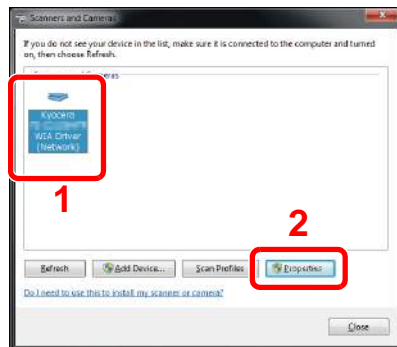 Scanners and Cameras
If you do not see your device in the list, make sure it is connected to the computer and turned
on, then choose Refresh.
Kyocera
WIA Driver
(Network)
1
2
Refresh
Add Device...
Scan Profiles
Properties
Do I need to use this to install my scanner or camera?
Close